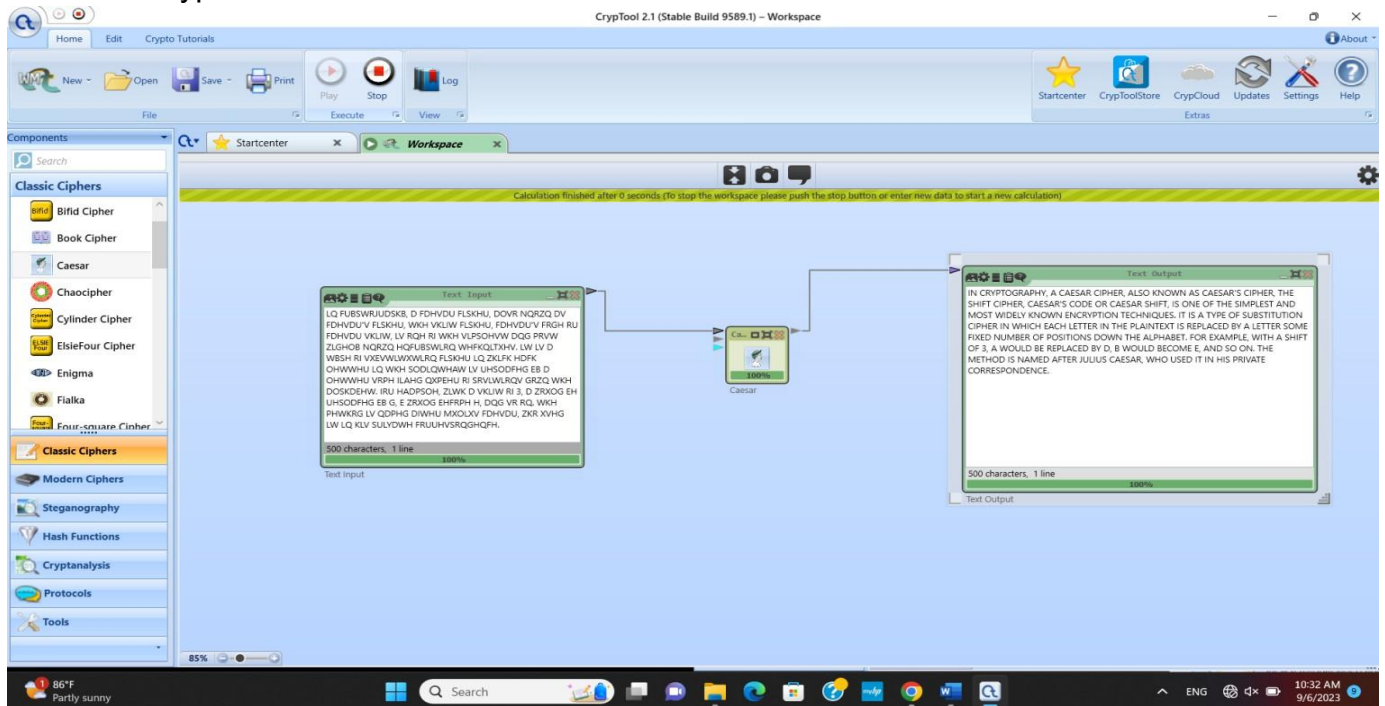 CrypTool 2.1 (Stable Build 9589.1) – Workspace
Home Edit Crypto Tutorials
About
New Open Save Print
Play Stop
Log
Startcenter CrypToolStore CrypCloud Updates Settings Help
File Execute View Extras
Components
Startcenter Workspace
Search
Classic Ciphers
Calculation finished after 0 seconds (To stop the workspace please push the stop button or enter new data to start a new calculation)
Bifid Cipher
Book Cipher
Caesar
Chaocipher
Cylinder Cipher
ElsieFour Cipher
Enigma
Fialka
Four-square Cipher
Classic Ciphers
Modern Ciphers
Steganography
Hash Functions
Cryptanalysis
Protocols
Tools
Text Input
LQ FUBSWRJUDSKB, D FDHVDU FLSKHU, DOVR NQRZQ DV
FDHVDU'V FLSKHU, WKH VKLIW FLSKHU, FDHVDU'V FRGH RU
FDHVDU VKLIW, LV RQH RI WKH VLPSOHVW DQG PRVW
ZLGHOB NQRZQ HQFUBSWLRQ WHFKQLTXHV. LW LV D
WBSH RI VXEVWLWXWLRQ FLSKHU LQ ZKLFK HDFK
OHWWHU LQ WKH SODLQWHAW LV UHSODFHG EB D
OHWWHU VRPH ILAHG QXPEHU RI SRVLWLRQV GRZQ WKH
DOSKDEHW. IRU HADPSOH, ZLWK D VKLIW RI 3, D ZRXOG EH
UHSODFHG EB G, E ZRXOG EHFRPH H, DQG VR RQ. WKH
PHWKRG LV QDPHG DIWHU MXOLXV FDHVDU, ZKR XVHG
LW LQ KLV SULYDWH FRUUHVSRQGHQFH.
500 characters, 1 line
100%
Text Input
Ca...
100%
Caesar
Text Output
IN CRYPTOGRAPHY, A CAESAR CIPHER, ALSO KNOWN AS CAESAR'S CIPHER, THE
SHIFT CIPHER, CAESAR'S CODE OR CAESAR SHIFT, IS ONE OF THE SIMPLEST AND
MOST WIDELY KNOWN ENCRYPTION TECHNIQUES. IT IS A TYPE OF SUBSTITUTION
CIPHER IN WHICH EACH LETTER IN THE PLAINTEXT IS REPLACED BY A LETTER SOME
FIXED NUMBER OF POSITIONS DOWN THE ALPHABET. FOR EXAMPLE, WITH A SHIFT
OF 3, A WOULD BE REPLACED BY D, B WOULD BECOME E, AND SO ON. THE
METHOD IS NAMED AFTER JULIUS CAESAR, WHO USED IT IN HIS PRIVATE
CORRESPONDENCE.
500 characters, 1 line
100%
Text Output
85%
86°F
Partly sunny
Search
ENG
10:32 AM
9/6/2023